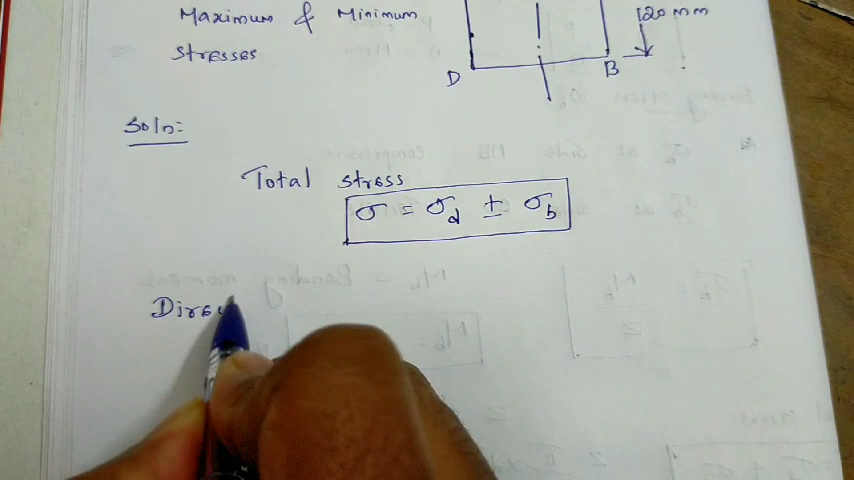 Maximum & Minimum
stresses
120 mm
D
B
Soln:
Total stress
σ = σd ± σb
Direc